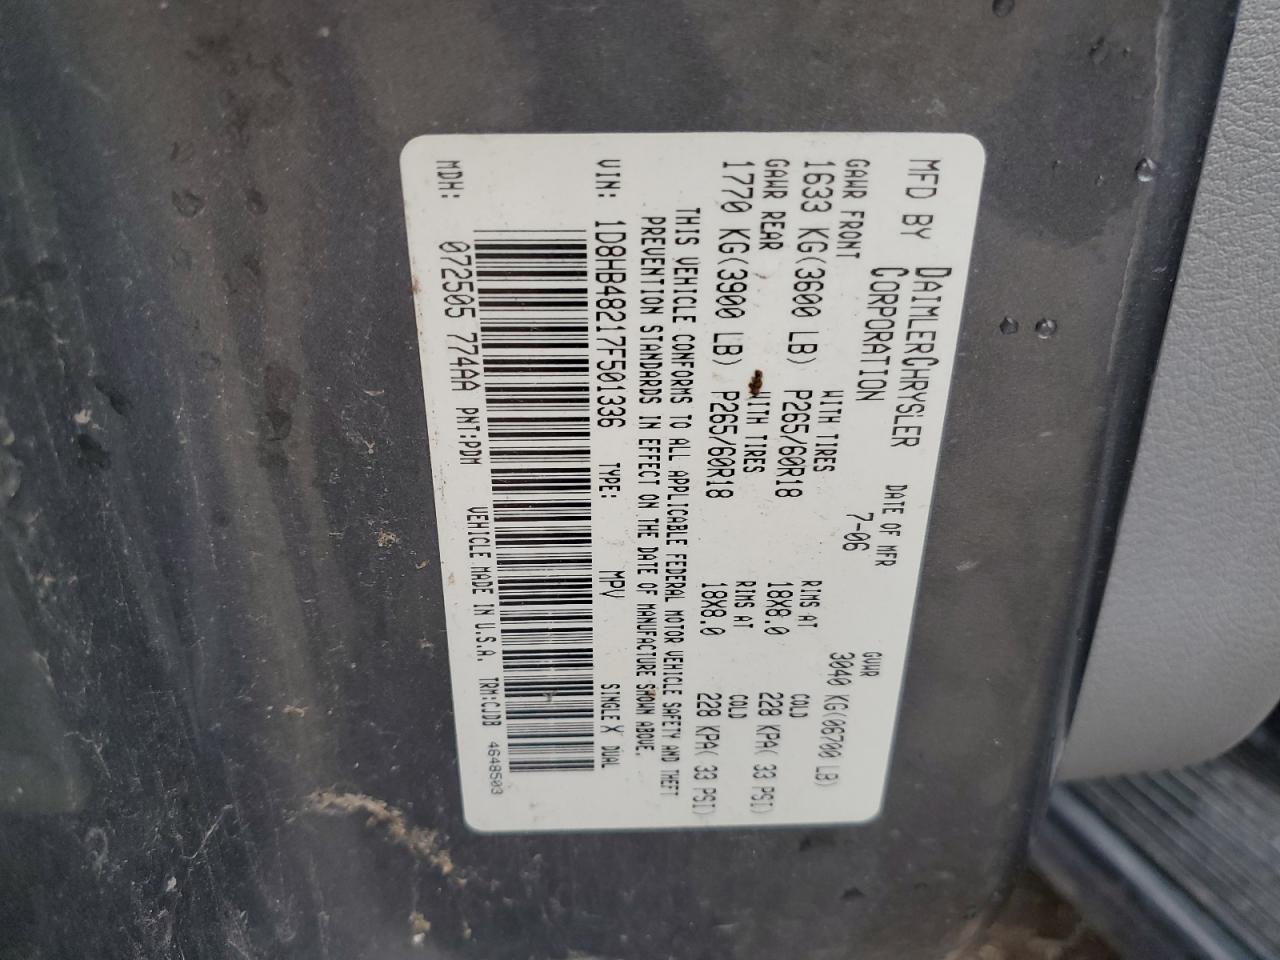 MFD BY DAIMLERCHRYSLER CORPORATION
DATE OF MFR 7-06
GVWR 3040 KG(06700 LB)
GAWR FRONT WITH TIRES RIMS AT COLD
1633 KG(3600 LB) P265/60R18 18X8.0 228 KPA( 33 PSI)
GAWR REAR WITH TIRES RIMS AT COLD
1770 KG(3900 LB) P265/60R18 18X8.0 228 KPA( 33 PSI)
THIS VEHICLE CONFORMS TO ALL APPLICABLE FEDERAL MOTOR VEHICLE SAFETY AND THEFT
PREVENTION STANDARDS IN EFFECT ON THE DATE OF MANUFACTURE SHOWN ABOVE.
VIN: 1D8HB48217F501336 TYPE: MPV SINGLE X DUAL
MDH: 072505 774AA PNT:PDM VEHICLE MADE IN U.S.A. TRM:CJDB 4648503